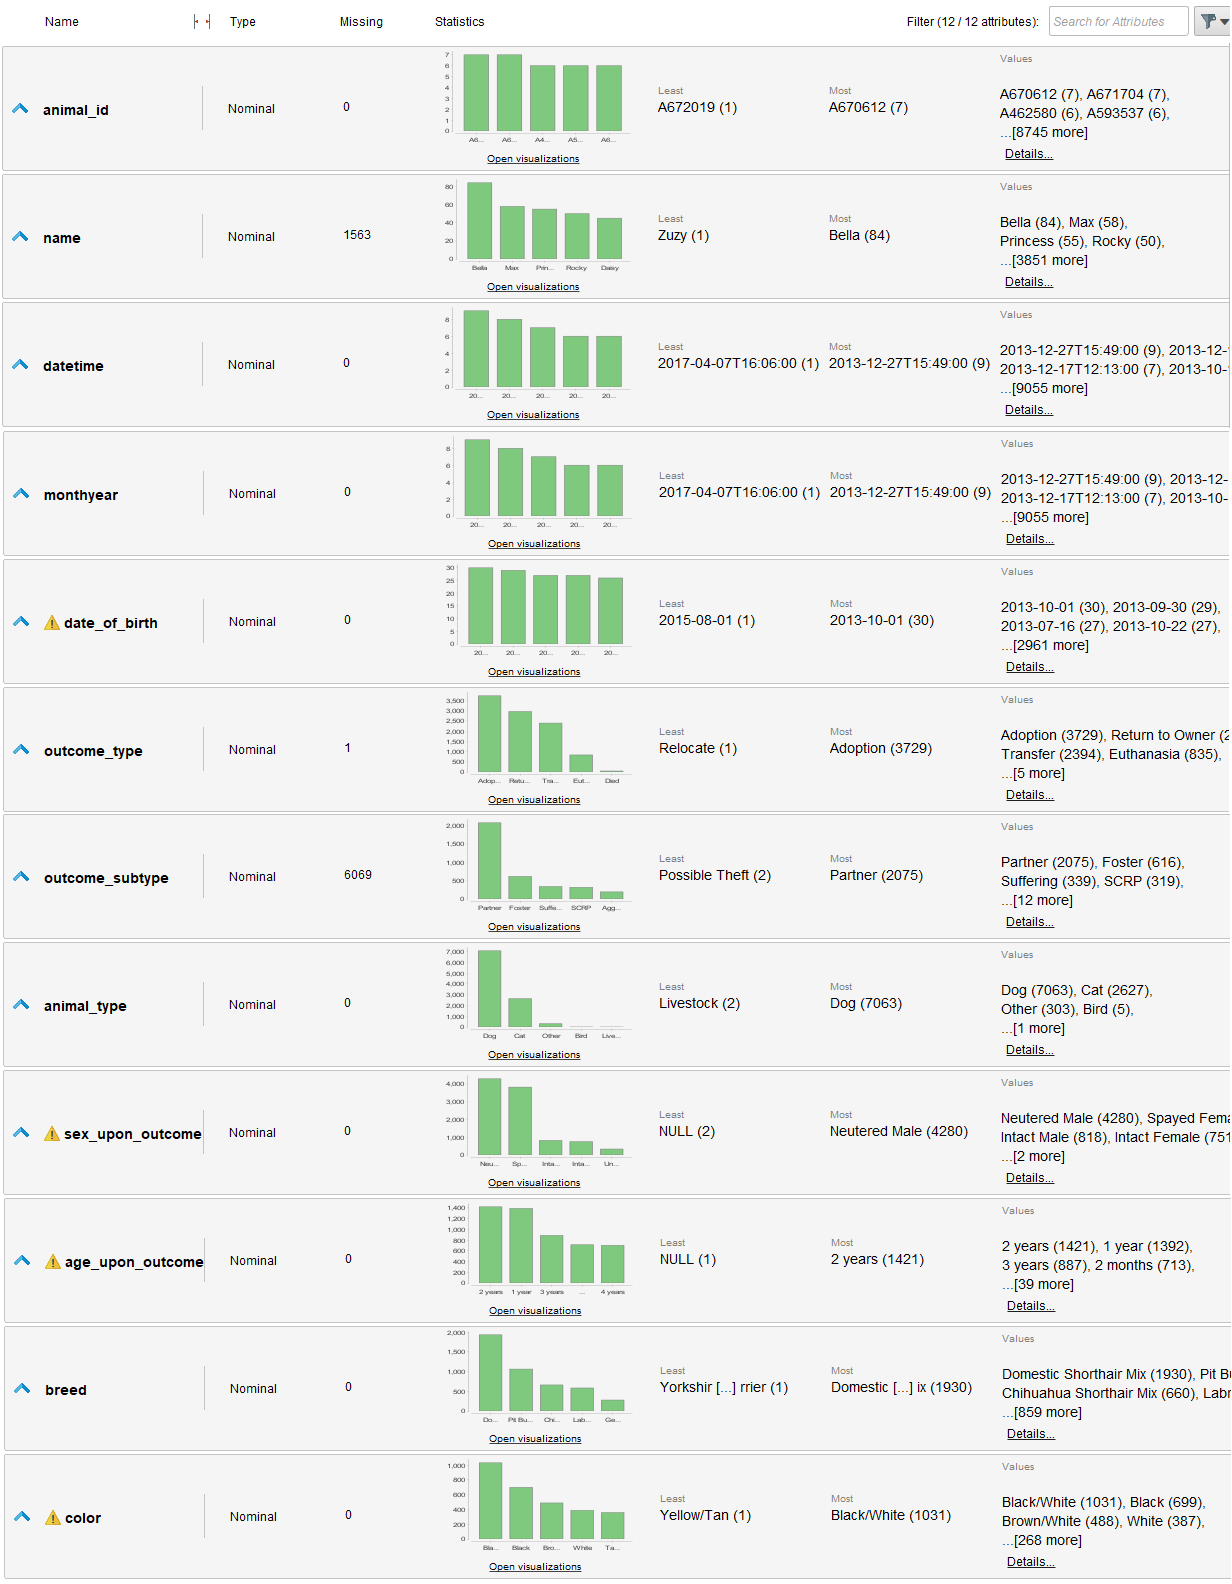 Name Type Missing Statistics Filter (12 / 12 attributes): Search for Attributes
animal_id Nominal 0
7
6
5
4
3
2
1
0
A6... A6... A4... A5... A6...
Open visualizations
Least
A672019 (1)
Most
A670612 (7)
Values
A670612 (7), A671704 (7),
A462580 (6), A593537 (6),
...[8745 more]
Details...
name Nominal 1563
80
60
40
20
0
Bella Max Prin... Rocky Daisy
Open visualizations
Least
Zuzy (1)
Most
Bella (84)
Values
Bella (84), Max (58),
Princess (55), Rocky (50),
...[3851 more]
Details...
datetime Nominal 0
8
6
4
2
0
20... 20... 20... 20... 20...
Open visualizations
Least
2017-04-07T16:06:00 (1)
Most
2013-12-27T15:49:00 (9)
Values
2013-12-27T15:49:00 (9), 2013-12-
2013-12-17T12:13:00 (7), 2013-10-
...[9055 more]
Details...
monthyear Nominal 0
8
6
4
2
0
20... 20... 20... 20... 20...
Open visualizations
Least
2017-04-07T16:06:00 (1)
Most
2013-12-27T15:49:00 (9)
Values
2013-12-27T15:49:00 (9), 2013-12-
2013-12-17T12:13:00 (7), 2013-10-
...[9055 more]
Details...
date_of_birth Nominal 0
30
25
20
15
10
5
0
20... 20... 20... 20... 20...
Open visualizations
Least
2015-08-01 (1)
Most
2013-10-01 (30)
Values
2013-10-01 (30), 2013-09-30 (29),
2013-07-16 (27), 2013-10-22 (27),
...[2961 more]
Details...
outcome_type Nominal 1
3,500
3,000
2,500
2,000
1,500
1,000
500
0
Adop... Retu... Tra... Eut... Died
Open visualizations
Least
Relocate (1)
Most
Adoption (3729)
Values
Adoption (3729), Return to Owner (2
Transfer (2394), Euthanasia (835),
...[5 more]
Details...
outcome_subtype Nominal 6069
2,000
1,500
1,000
500
0
Partner Foster Suffe... SCRP Agg...
Open visualizations
Least
Possible Theft (2)
Most
Partner (2075)
Values
Partner (2075), Foster (616),
Suffering (339), SCRP (319),
...[12 more]
Details...
animal_type Nominal 0
7,000
6,000
5,000
4,000
3,000
2,000
1,000
0
Dog Cat Other Bird Live...
Open visualizations
Least
Livestock (2)
Most
Dog (7063)
Values
Dog (7063), Cat (2627),
Other (303), Bird (5),
...[1 more]
Details...
sex_upon_outcome Nominal 0
4,000
3,000
2,000
1,000
0
Neu... Sp... Inta... Inta... Un...
Open visualizations
Least
NULL (2)
Most
Neutered Male (4280)
Values
Neutered Male (4280), Spayed Fema
Intact Male (818), Intact Female (751
...[2 more]
Details...
age_upon_outcome Nominal 0
1,400
1,200
1,000
800
600
400
200
0
2 years 1 year 3 years ... 4 years
Open visualizations
Least
NULL (1)
Most
2 years (1421)
Values
2 years (1421), 1 year (1392),
3 years (887), 2 months (713),
...[39 more]
Details...
breed Nominal 0
2,000
1,500
1,000
500
0
Do... Pit Bu... Chi... Lab... Ge...
Open visualizations
Least
Yorkshir [...] rrier (1)
Most
Domestic [...] ix (1930)
Values
Domestic Shorthair Mix (1930), Pit Bu
Chihuahua Shorthair Mix (660), Labr
...[859 more]
Details...
color Nominal 0
1,000
800
600
400
200
0
Bla... Black Bro... White Ta...
Open visualizations
Least
Yellow/Tan (1)
Most
Black/White (1031)
Values
Black/White (1031), Black (699),
Brown/White (488), White (387),
...[268 more]
Details...